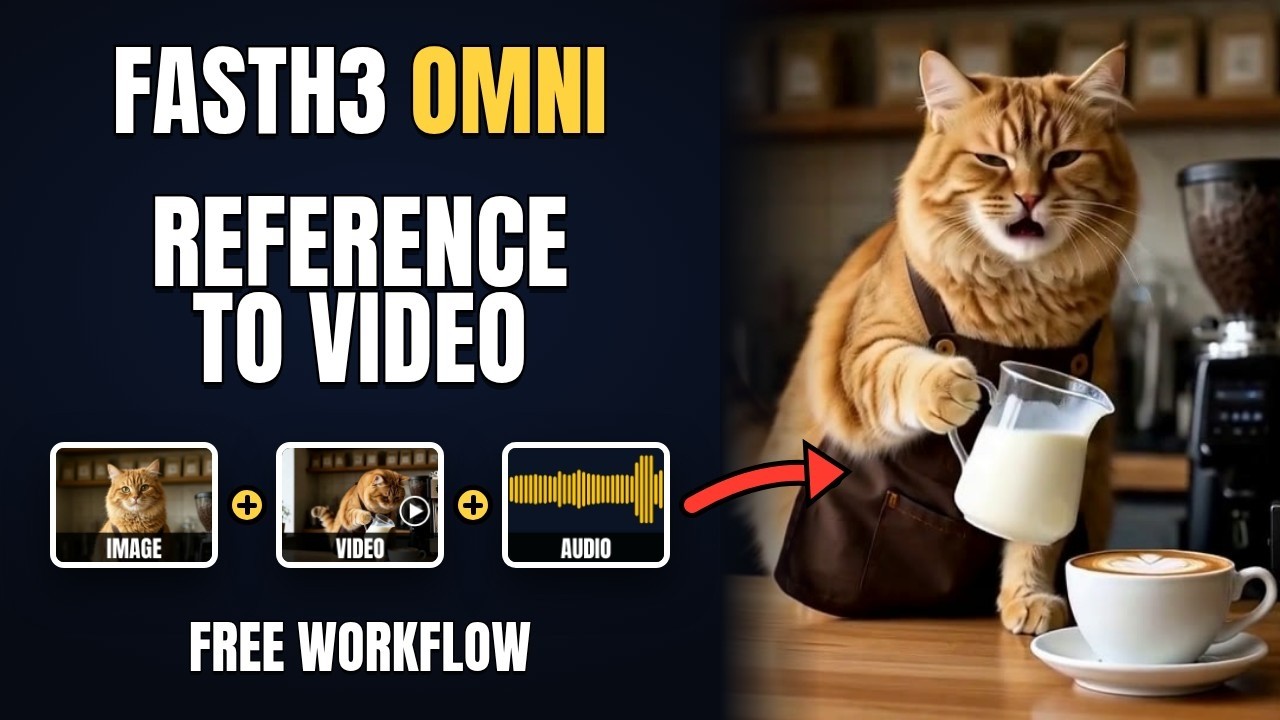 FASTH3 OMNI
REFERENCE
TO VIDEO
IMAGE
VIDEO
AUDIO
FREE WORKFLOW